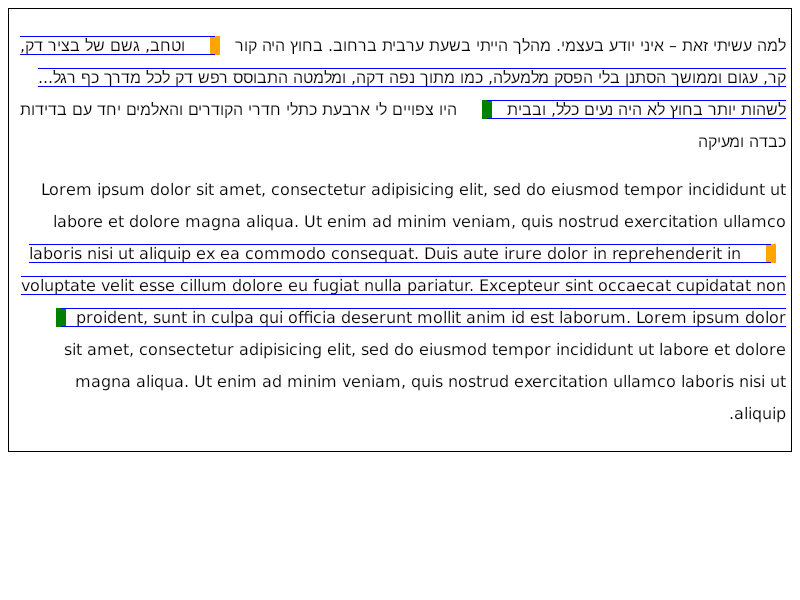 למה עשיתי זאת – איני יודע בעצמי. מהלך הייתי בשעת ערבית ברחוב. בחוץ היה קור וטחב, גשם של בציר דק,
קר, עגום וממושך הסתנן בלי הפסק מלמעלה, כמו מתוך נפה דקה, ומלמטה התבוסס רפש דק לכל מדרך כף רגל...
לשהות יותר בחוץ לא היה נעים כלל, ובבית היו צפויים לי ארבעת כתלי חדרי הקודרים והאלמים יחד עם בדידות
כבדה ומעיקה
Lorem ipsum dolor sit amet, consectetur adipisicing elit, sed do eiusmod tempor incididunt ut
labore et dolore magna aliqua. Ut enim ad minim veniam, quis nostrud exercitation ullamco
laboris nisi ut aliquip ex ea commodo consequat. Duis aute irure dolor in reprehenderit in
voluptate velit esse cillum dolore eu fugiat nulla pariatur. Excepteur sint occaecat cupidatat non
proident, sunt in culpa qui officia deserunt mollit anim id est laborum. Lorem ipsum dolor
sit amet, consectetur adipisicing elit, sed do eiusmod tempor incididunt ut labore et dolore
magna aliqua. Ut enim ad minim veniam, quis nostrud exercitation ullamco laboris nisi ut
.aliquip